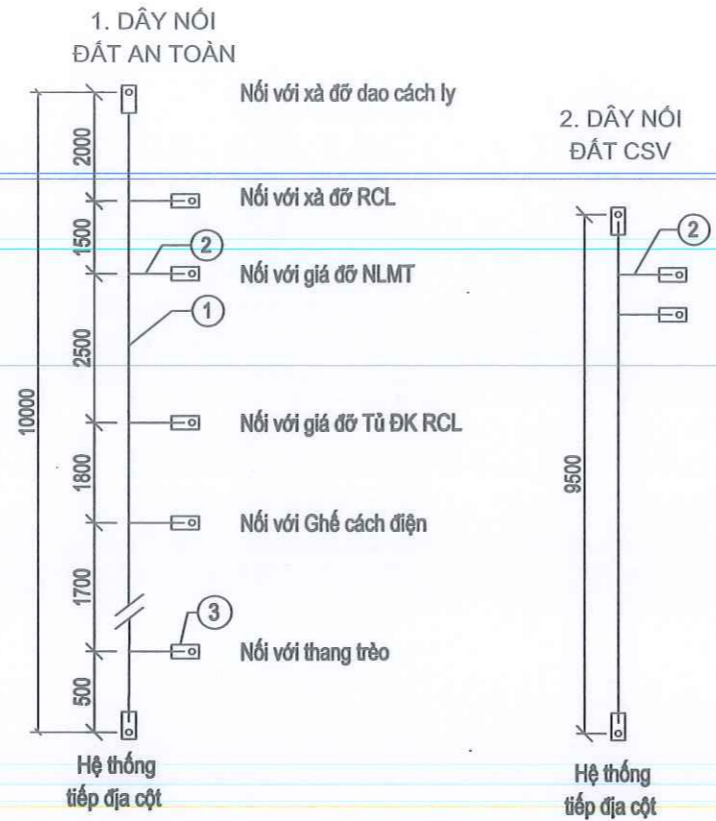 1. DÂY NỐI
ĐẤT AN TOÀN
Nối với xà đỡ dao cách ly
2000
Nối với xà đỡ RCL
1500
2
Nối với giá đỡ NLMT
1
2500
10000
Nối với giá đỡ Tủ ĐK RCL
1800
Nối với Ghế cách điện
1700
3
Nối với thang trèo
500
Hệ thống
tiếp địa cột
2. DÂY NỐI
ĐẤT CSV
2
9500
Hệ thống
tiếp địa cột